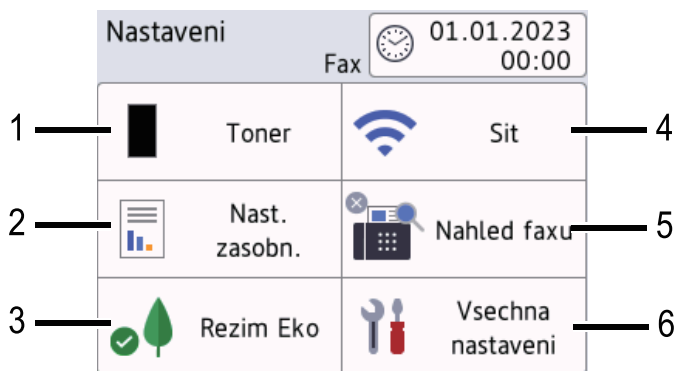 Nastaveni
Fax
01.01.2023
00:00
1
Toner
Sit
4
2
Nast.
zasobn.
Nahled faxu
5
3
Rezim Eko
Vsechna
nastaveni
6